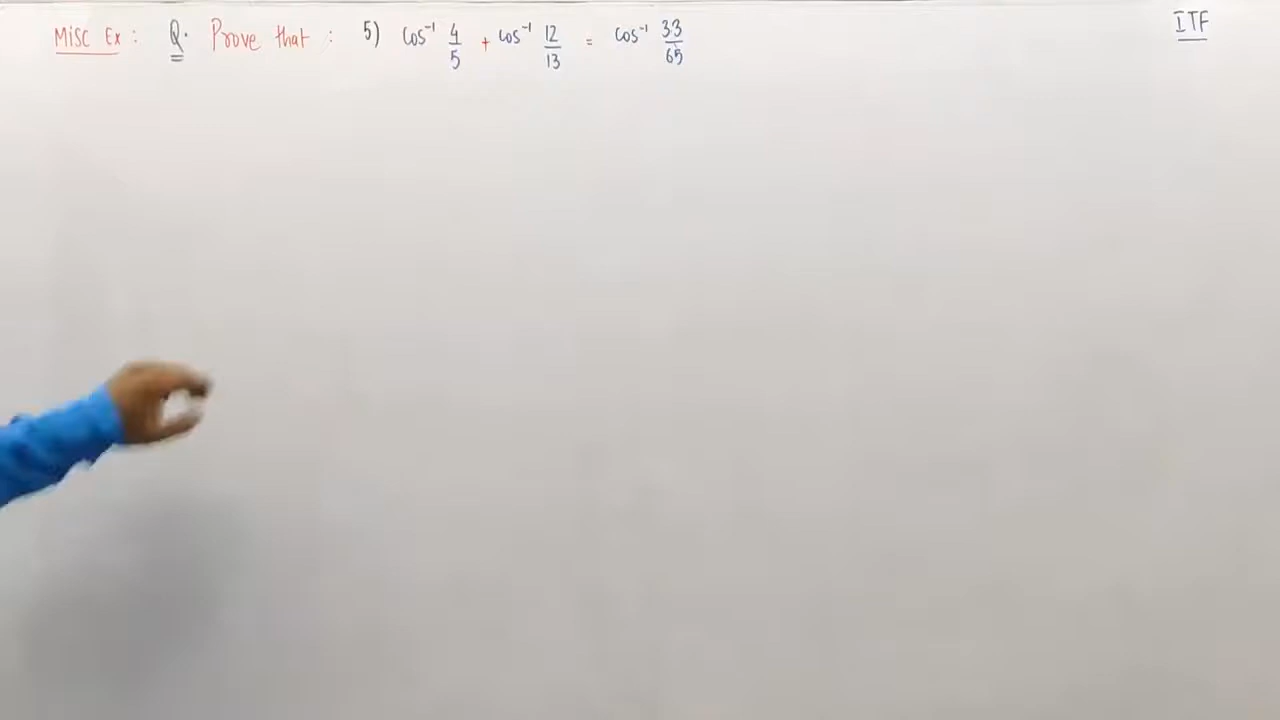 Misc Ex : Q. Prove that : 5) cos⁻¹ 4/5 + cos⁻¹ 12/13 = cos⁻¹ 33/65
ITF